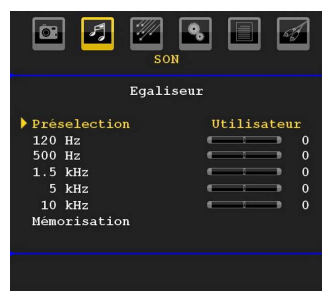 SON
Egaliseur
Préselection Utilisateur
120 Hz 0
500 Hz 0
1.5 kHz 0
5 kHz 0
10 kHz 0
Mémorisation